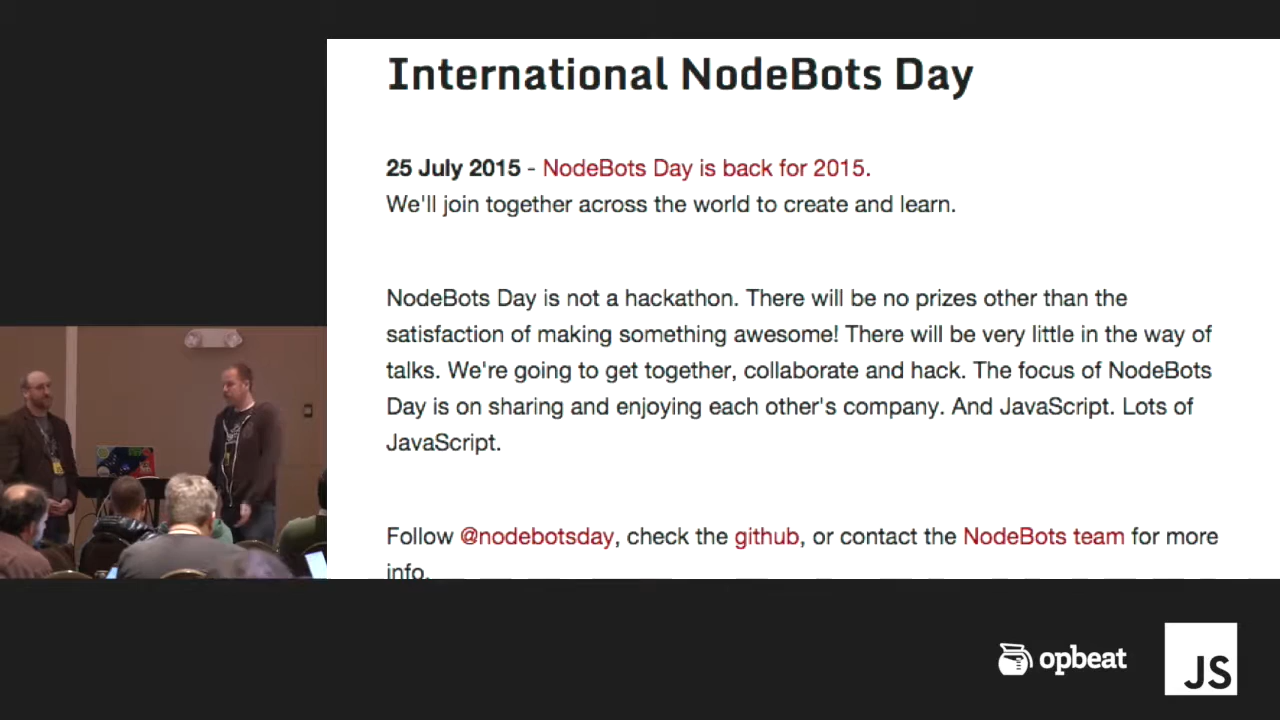 International NodeBots Day
25 July 2015 - NodeBots Day is back for 2015.
We'll join together across the world to create and learn.
NodeBots Day is not a hackathon. There will be no prizes other than the
satisfaction of making something awesome! There will be very little in the way of
talks. We're going to get together, collaborate and hack. The focus of NodeBots
Day is on sharing and enjoying each other's company. And JavaScript. Lots of
JavaScript.
Follow @nodebotsday, check the github, or contact the NodeBots team for more
info.
opbeat
JS